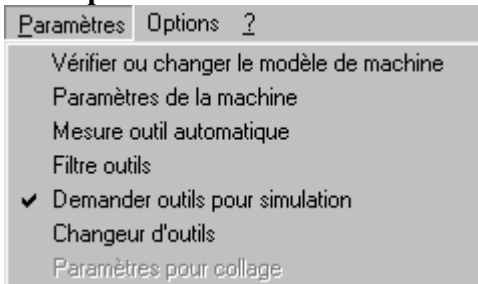 Paramètres Options ?
Vérifier ou changer le modèle de machine
Paramètres de la machine
Mesure outil automatique
Filtre outils
Demander outils pour simulation
Changeur d'outils
Paramètres pour collage